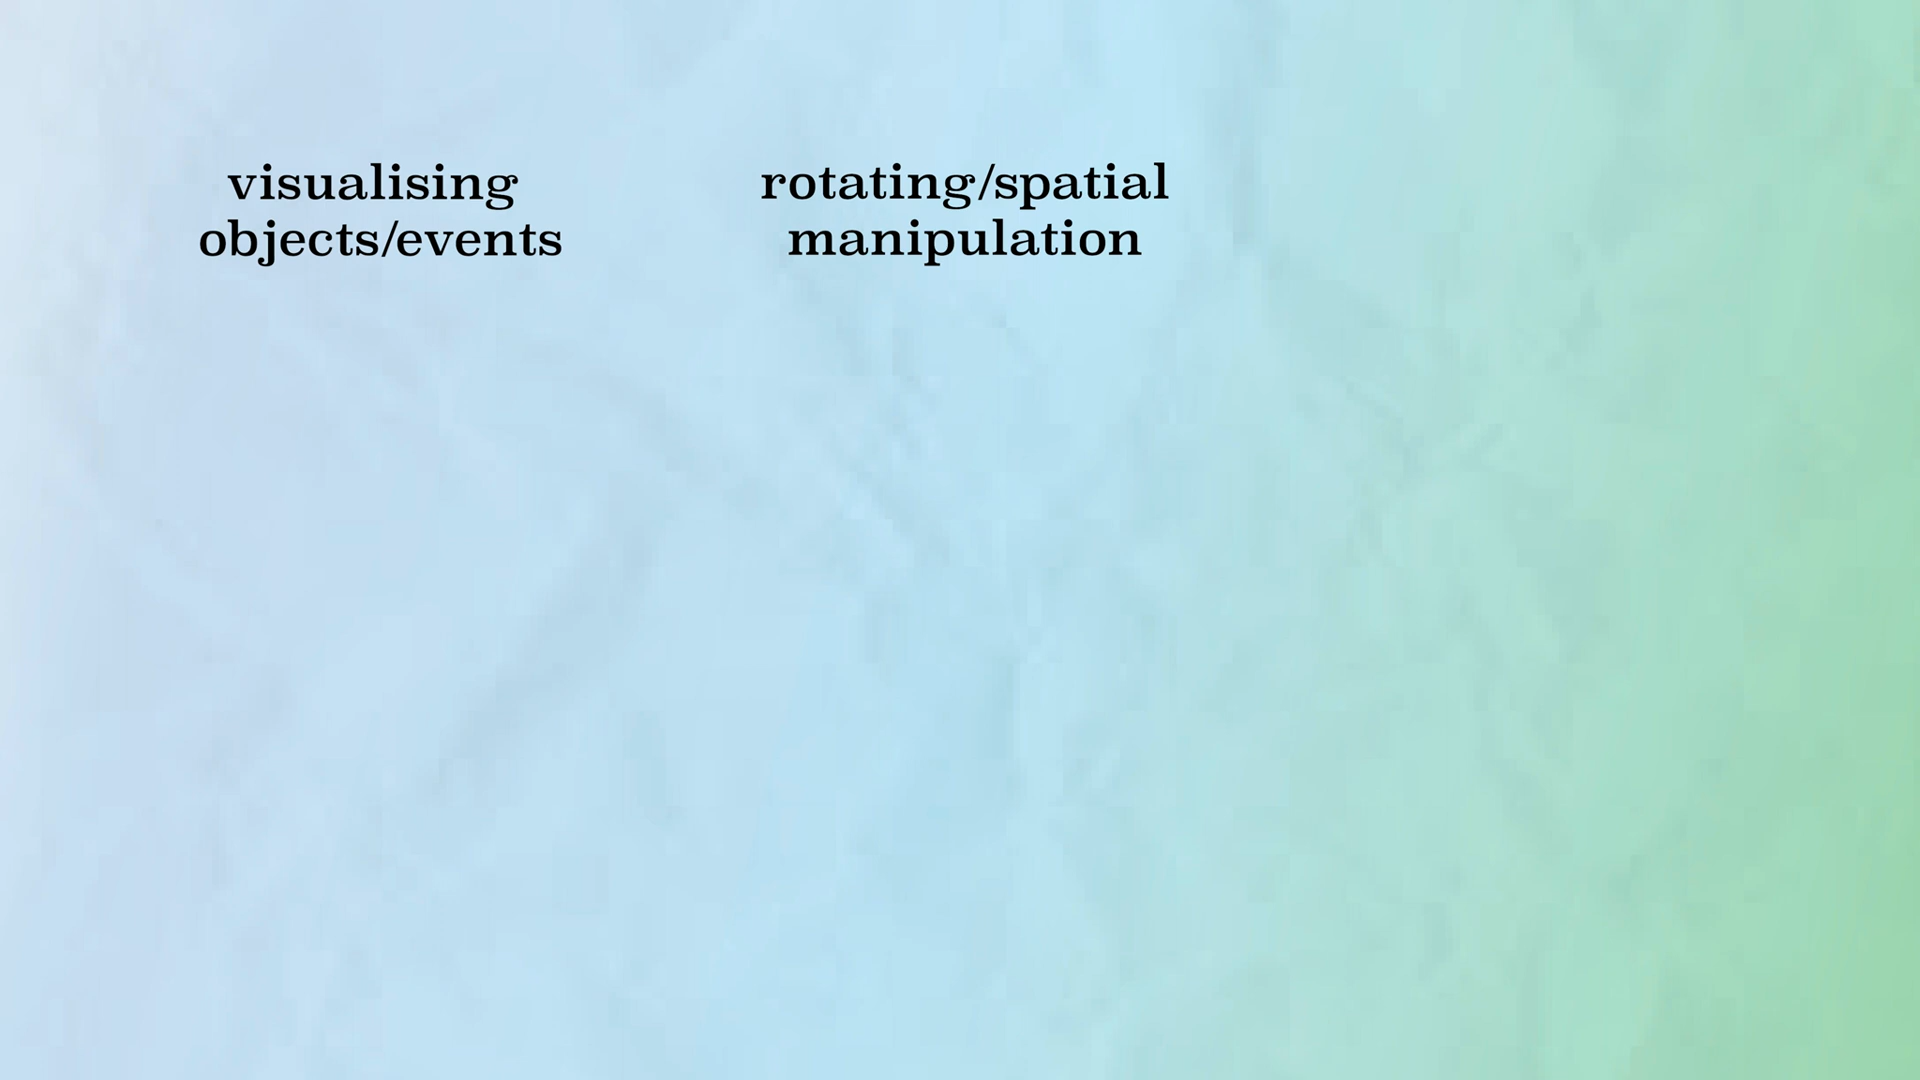 visualising
objects/events
rotating/spatial
manipulation